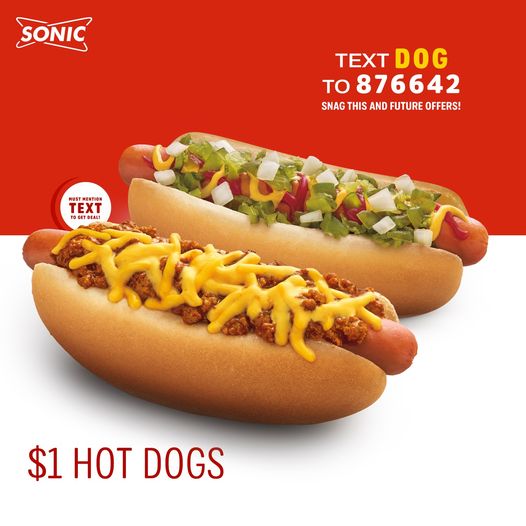 SONIC
TEXT DOG
TO 876642
SNAG THIS AND FUTURE OFFERS!
MUST MENTION
TEXT
TO GET DEAL!
$1 HOT DOGS